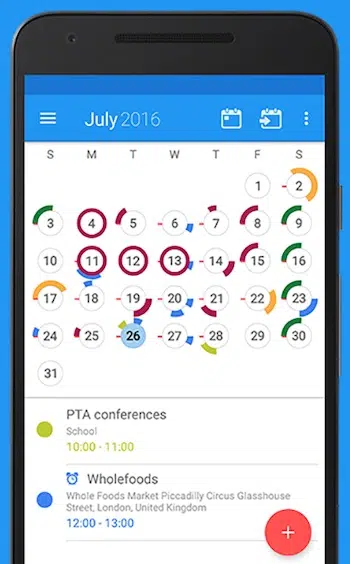 July 2016
S M T W T F S
1 2
3 4 5 6 7 8 9
10 11 12 13 14 15 16
17 18 19 20 21 22 23
24 25 26 27 28 29 30
31
PTA conferences
School
10:00 - 11:00
Wholefoods
Whole Foods Market Piccadilly Circus Glasshouse
Street, London, United Kingdom
12:00 - 13:00
+